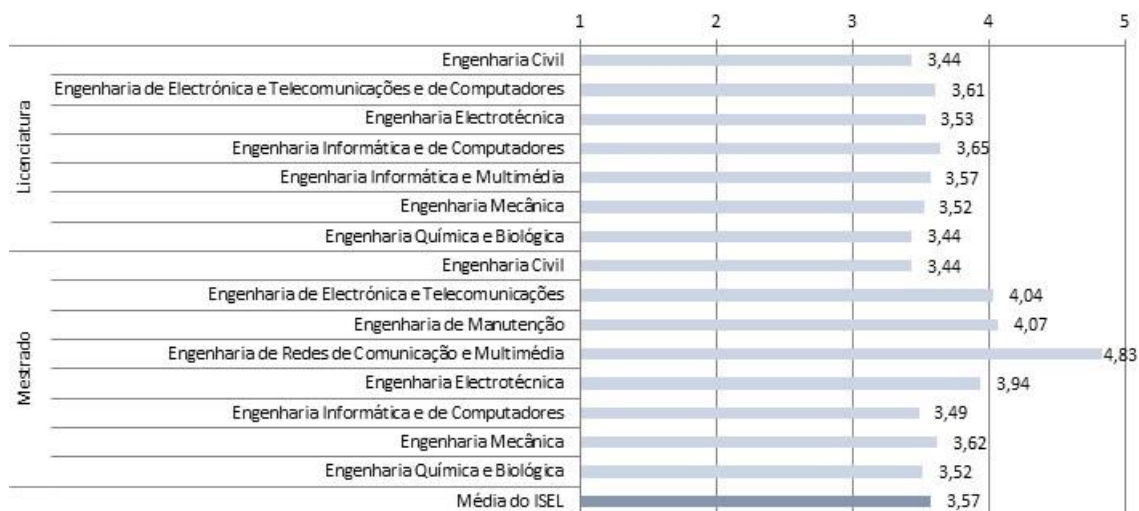 1 2 3 4 5
Licenciatura
Engenharia Civil 3,44
Engenharia de Electrónica e Telecomunicações e de Computadores 3,61
Engenharia Electrotécnica 3,53
Engenharia Informática e de Computadores 3,65
Engenharia Informática e Multimédia 3,57
Engenharia Mecânica 3,52
Engenharia Química e Biológica 3,44
Mestrado
Engenharia Civil 3,44
Engenharia de Electrónica e Telecomunicações 4,04
Engenharia de Manutenção 4,07
Engenharia de Redes de Comunicação e Multimédia 4,83
Engenharia Electrotécnica 3,94
Engenharia Informática e de Computadores 3,49
Engenharia Mecânica 3,62
Engenharia Química e Biológica 3,52
Média do ISEL 3,57